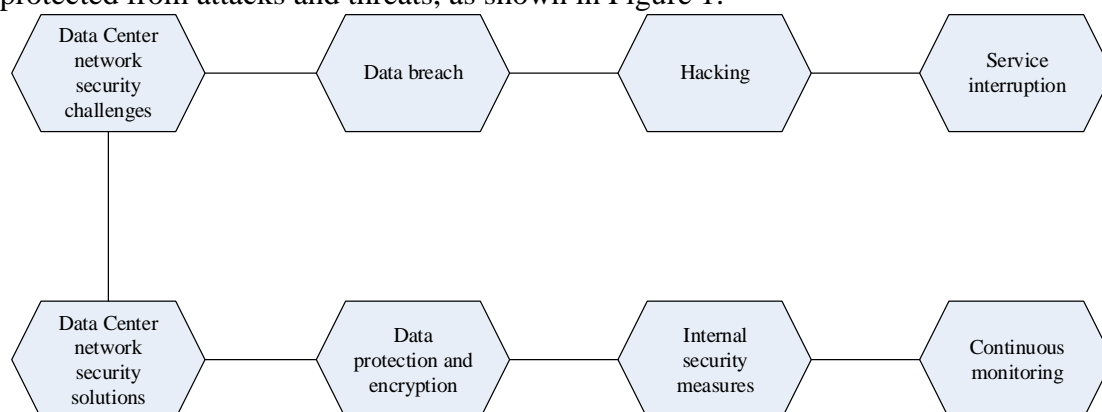 protected from attacks and threats, as shown in Figure 1.
Data Center
network
security
challenges
Data breach
Hacking
Service
interruption
Data Center
network
security
solutions
Data
protection and
encryption
Internal
security
measures
Continuous
monitoring